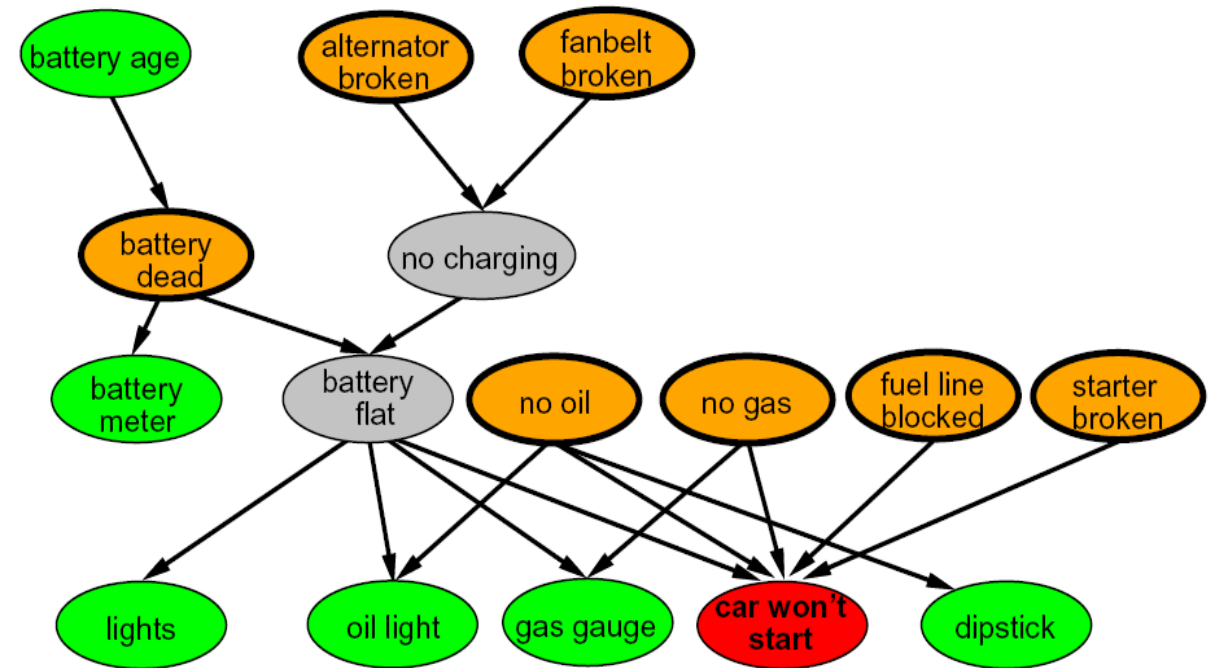 battery age
alternator
broken
fanbelt
broken
battery
dead
no charging
battery
meter
battery
flat
no oil
no gas
fuel line
blocked
starter
broken
lights
oil light
gas gauge
car won't
start
dipstick